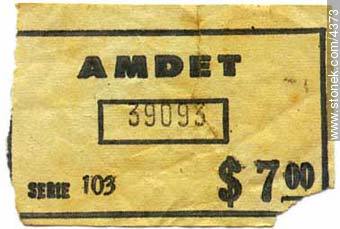 AMDET
39093
SERIE 103
$ 7.00
www.stonek.com/4373